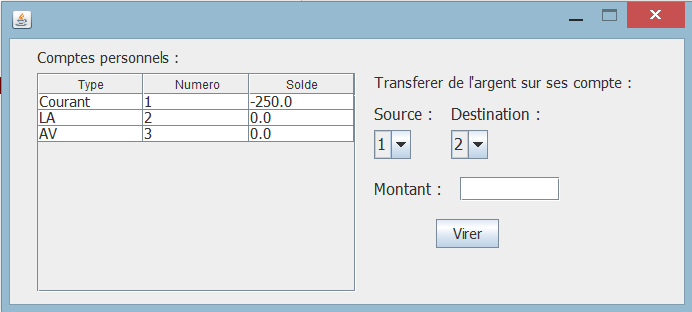 Comptes personnels :
Type Numero Solde
Courant 1 -250.0
LA 2 0.0
AV 3 0.0
Transferer de l'argent sur ses compte :
Source : Destination :
1 2
Montant :
Virer